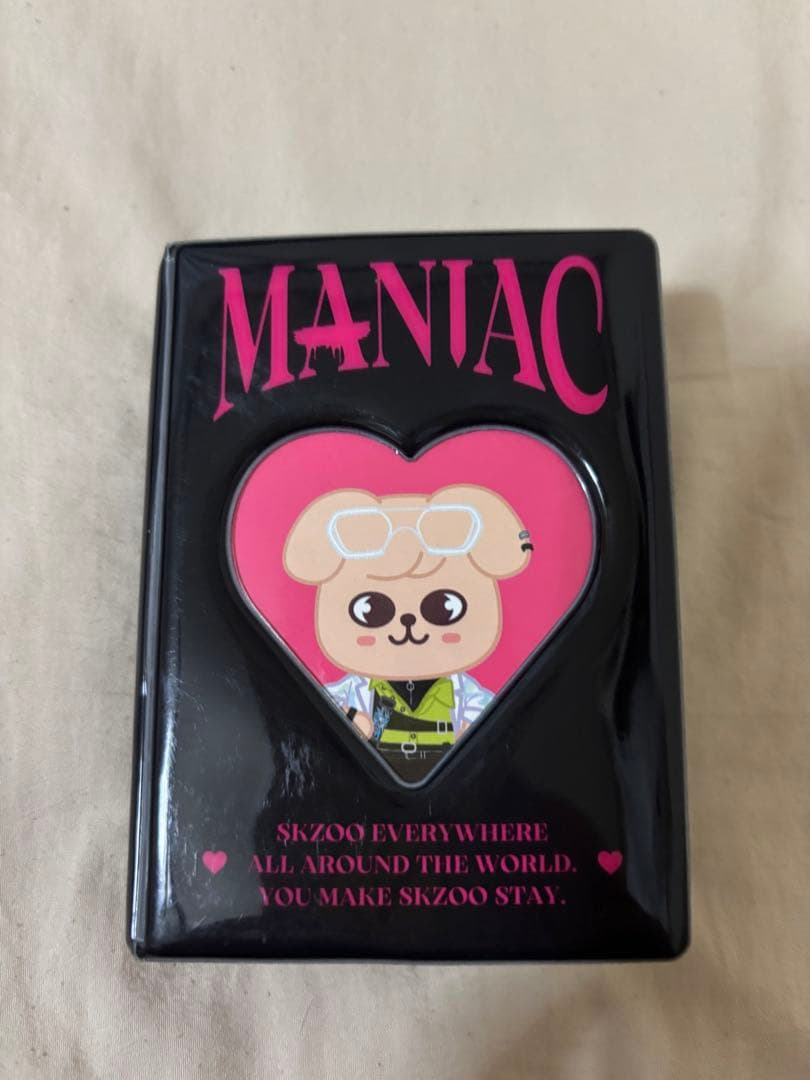 MANIAC
SKZOO EVERYWHERE
ALL AROUND THE WORLD.
YOU MAKE SKZOO STAY.